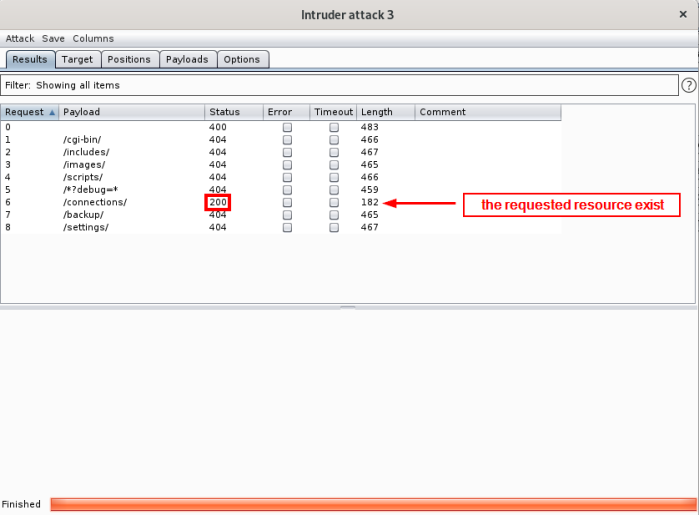 Intruder attack 3 ×
Attack Save Columns
Results Target Positions Payloads Options
Filter: Showing all items ?
Request ▲ Payload Status Error Timeout Length Comment
0 400 483
1 /cgi-bin/ 404 466
2 /includes/ 404 467
3 /images/ 404 465
4 /scripts/ 404 466
5 /*?debug=* 404 459
6 /connections/ 200 182 the requested resource exist
7 /backup/ 404 465
8 /settings/ 404 467
Finished